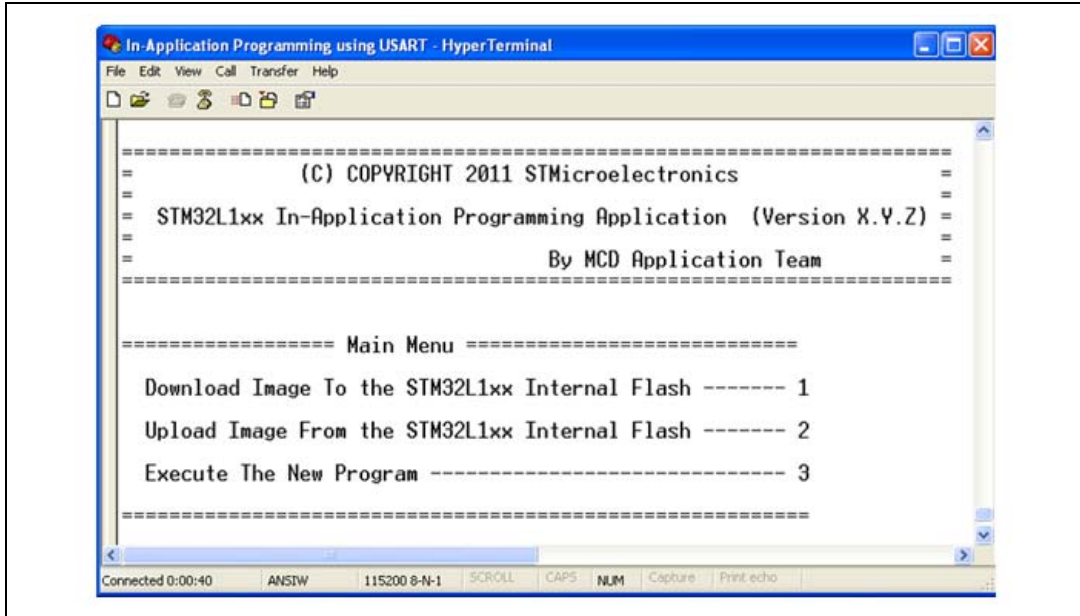 In-Application Programming using USART - HyperTerminal
File Edit View Call Transfer Help
==========================================================================
= (C) COPYRIGHT 2011 STMicroelectronics =
= =
= STM32L1xx In-Application Programming Application (Version X.Y.Z) =
= =
= By MCD Application Team =
==========================================================================
================== Main Menu ============================
Download Image To the STM32L1xx Internal Flash ------- 1
Upload Image From the STM32L1xx Internal Flash ------- 2
Execute The New Program ------------------------------ 3
===========================================================
Connected 0:00:40 ANSIW 115200 8-N-1 SCROLL CAPS NUM Capture Print echo